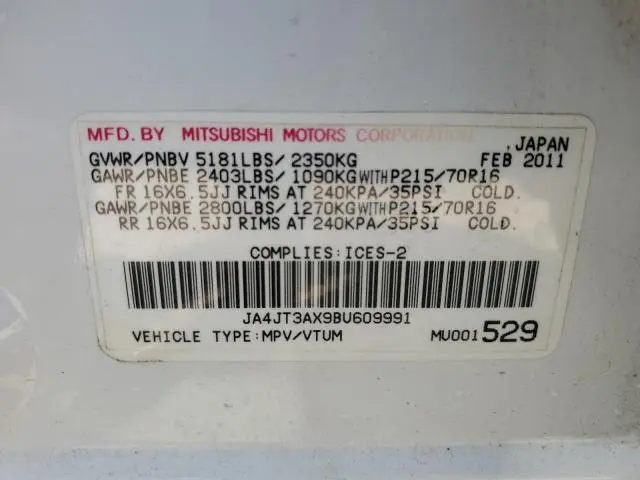 MFD. BY MITSUBISHI MOTORS CORPORATION, JAPAN
GVWR/PNBV 5181LBS/2350KG FEB 2011
GAWR/PNBE 2403LBS/1090KG WITH P215/70R16
FR 16X6.5JJ RIMS AT 240KPA/35PSI COLD.
GAWR/PNBE 2800LBS/1270KG WITH P215/70R16
RR 16X6.5JJ RIMS AT 240KPA/35PSI COLD.
COMPLIES:ICES-2
JA4JT3AX9BU609991
VEHICLE TYPE:MPV/VTUM MU001529